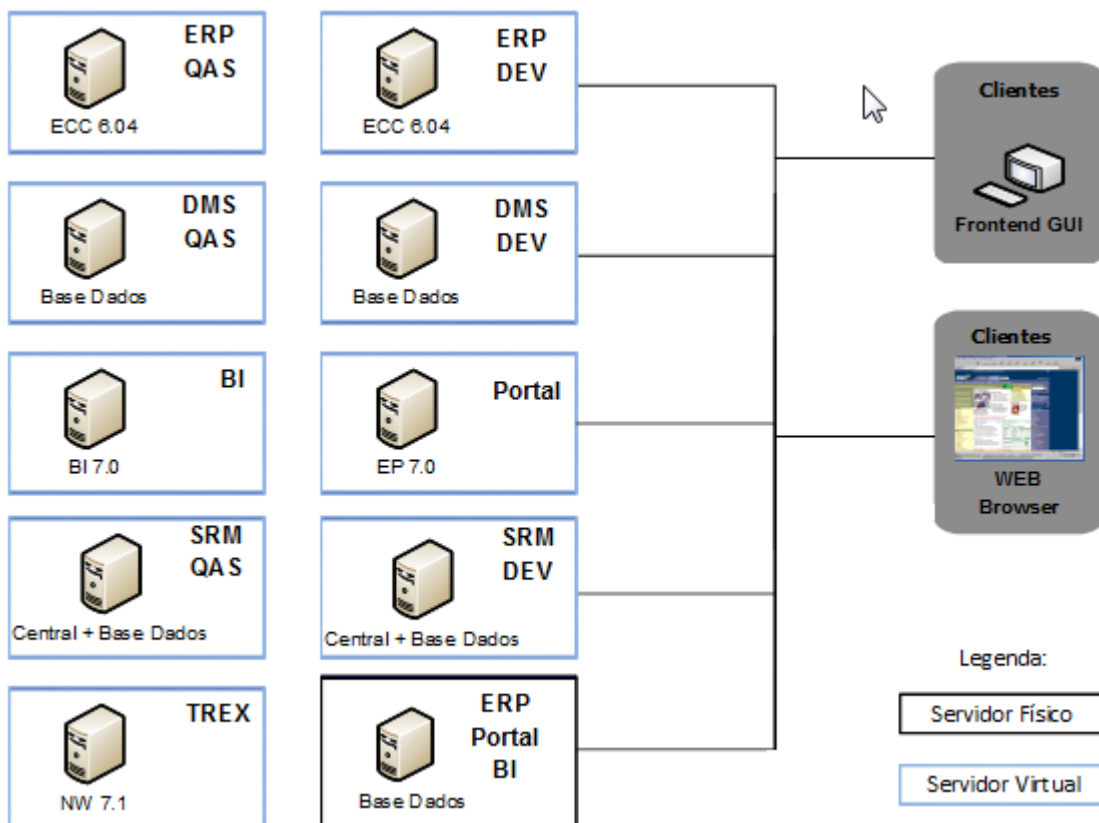 ERP
QAS
ECC 6.04
ERP
DEV
ECC 6.04
DMS
QAS
Base Dados
DMS
DEV
Base Dados
BI
BI 7.0
Portal
EP 7.0
SRM
QAS
Central + Base Dados
SRM
DEV
Central + Base Dados
TREX
NW 7.1
ERP
Portal
BI
Base Dados
Clientes
Frontend GUI
Clientes
WEB
Browser
Legenda:
Servidor Físico
Servidor Virtual